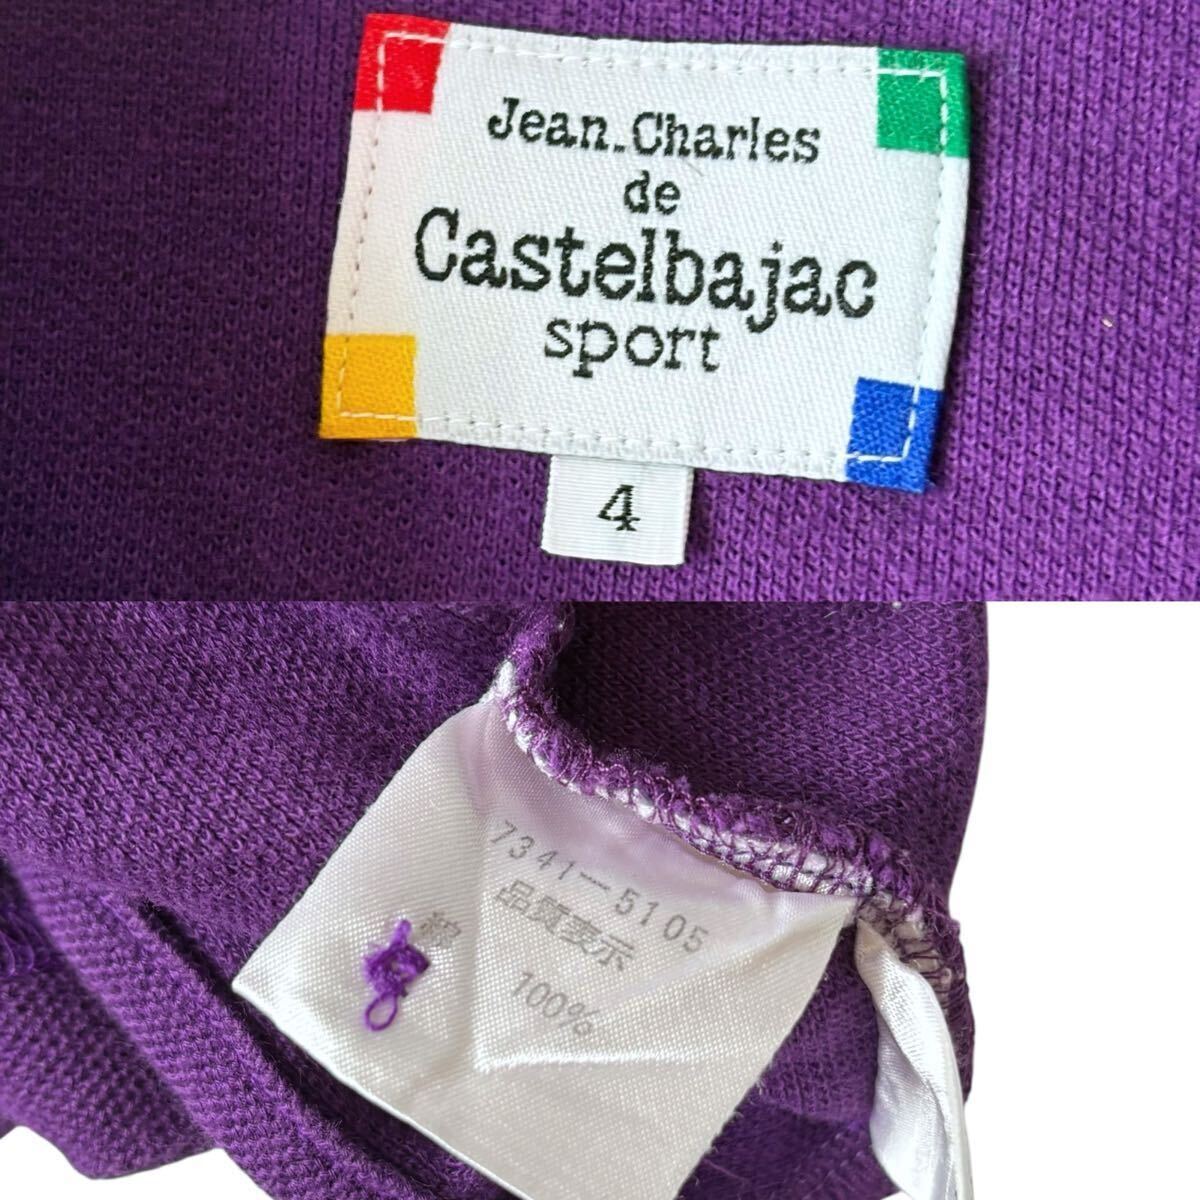 Jean-Charles
de
Castelbajac
sport
4
7341-5105
品質表示
綿 100%